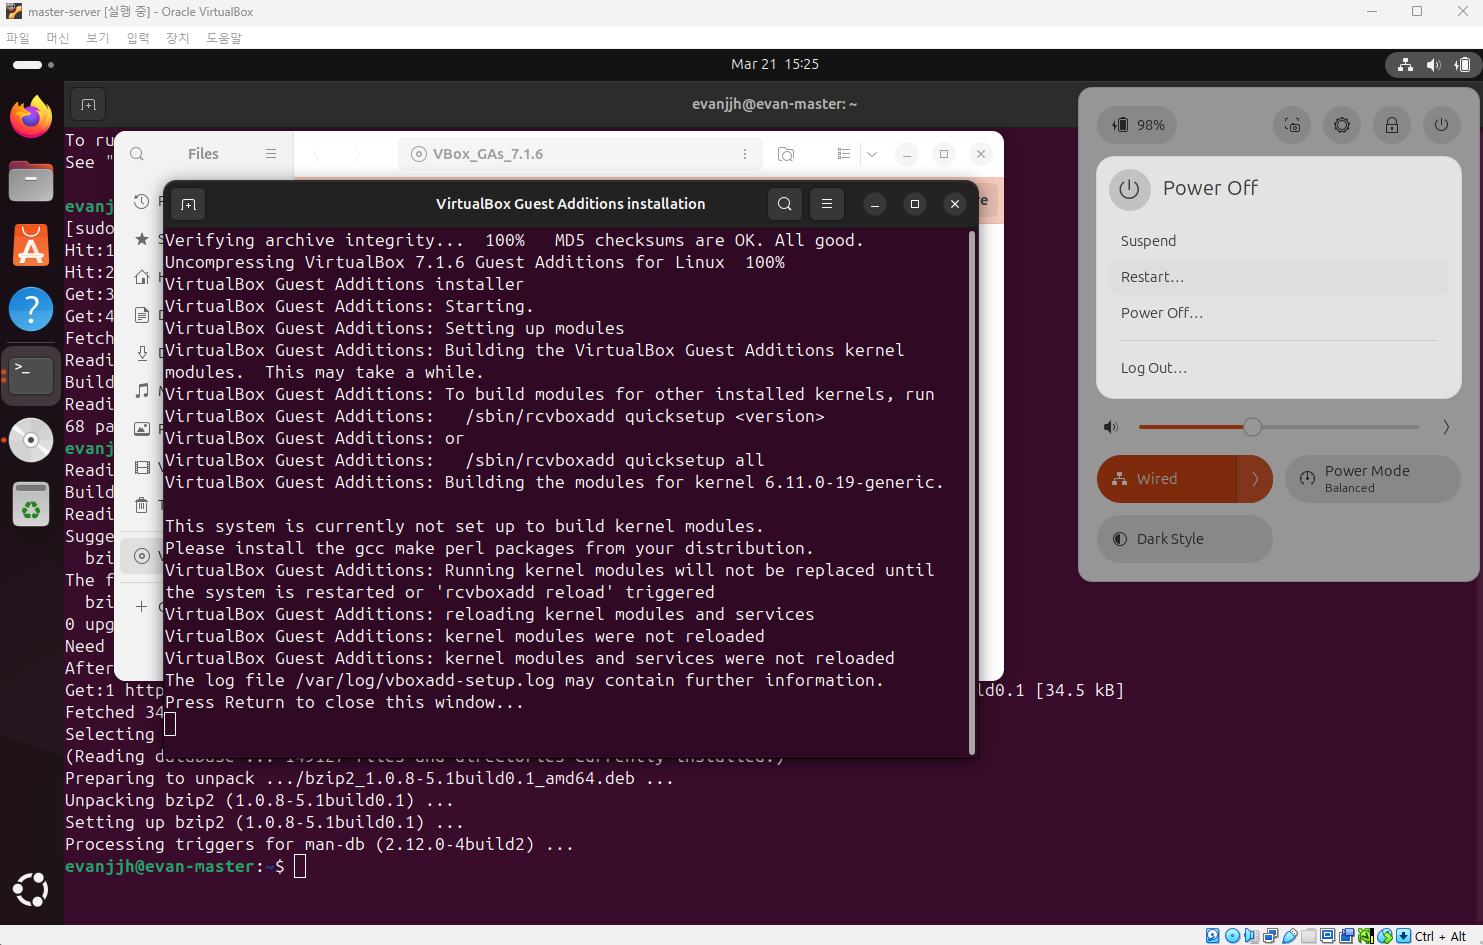 master-server [실행 중] - Oracle VirtualBox
파일 머신 보기 입력 장치 도움말
Mar 21 15:25
evanjjh@evan-master: ~
98%
Power Off
Suspend
Restart...
Power Off...
Log Out...
Wired
Power Mode
Balanced
Dark Style
Files
VBox_GAs_7.1.6
VirtualBox Guest Additions installation
Verifying archive integrity...  100%   MD5 checksums are OK. All good.
Uncompressing VirtualBox 7.1.6 Guest Additions for Linux  100%
VirtualBox Guest Additions installer
VirtualBox Guest Additions: Starting.
VirtualBox Guest Additions: Setting up modules
VirtualBox Guest Additions: Building the VirtualBox Guest Additions kernel
modules.  This may take a while.
VirtualBox Guest Additions: To build modules for other installed kernels, run
VirtualBox Guest Additions:   /sbin/rcvboxadd quicksetup <version>
VirtualBox Guest Additions: or
VirtualBox Guest Additions:   /sbin/rcvboxadd quicksetup all
VirtualBox Guest Additions: Building the modules for kernel 6.11.0-19-generic.
This system is currently not set up to build kernel modules.
Please install the gcc make perl packages from your distribution.
VirtualBox Guest Additions: Running kernel modules will not be replaced until
the system is restarted or 'rcvboxadd reload' triggered
VirtualBox Guest Additions: reloading kernel modules and services
VirtualBox Guest Additions: kernel modules were not reloaded
VirtualBox Guest Additions: kernel modules and services were not reloaded
The log file /var/log/vboxadd-setup.log may contain further information.
Press Return to close this window...
To ru
See "
evanj
[sudo
Hit:1
Hit:2
Get:3
Get:4
Fetch
Readi
Build
Readi
68 pa
evanj
Readi
Build
Readi
Sugge
bzi
The f
bzi
0 upg
Need
After
Get:1 http ld0.1 [34.5 kB]
Fetched 34
Selecting
(Reading database ... 149127 files and directories currently installed.)
Preparing to unpack .../bzip2_1.0.8-5.1build0.1_amd64.deb ...
Unpacking bzip2 (1.0.8-5.1build0.1) ...
Setting up bzip2 (1.0.8-5.1build0.1) ...
Processing triggers for man-db (2.12.0-4build2) ...
evanjjh@evan-master:~$
Ctrl + Alt